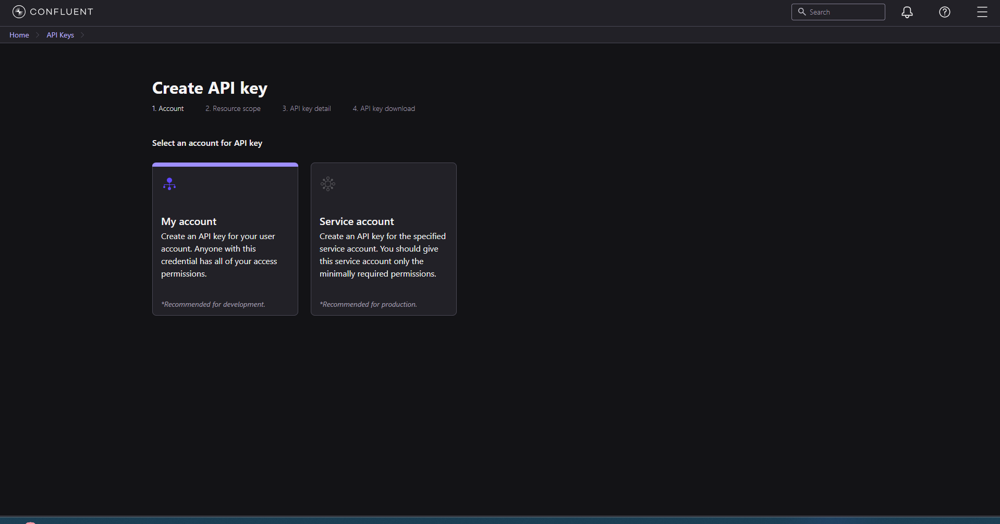 CONFLUENT
Search
Home
API Keys
Create API key
1. Account
2. Resource scope
3. API key detail
4. API key download
Select an account for API key
My account
Create an API key for your user
account. Anyone with this
credential has all of your access
permissions.
*Recommended for development.
Service account
Create an API key for the specified
service account. You should give
this service account only the
minimally required permissions.
*Recommended for production.